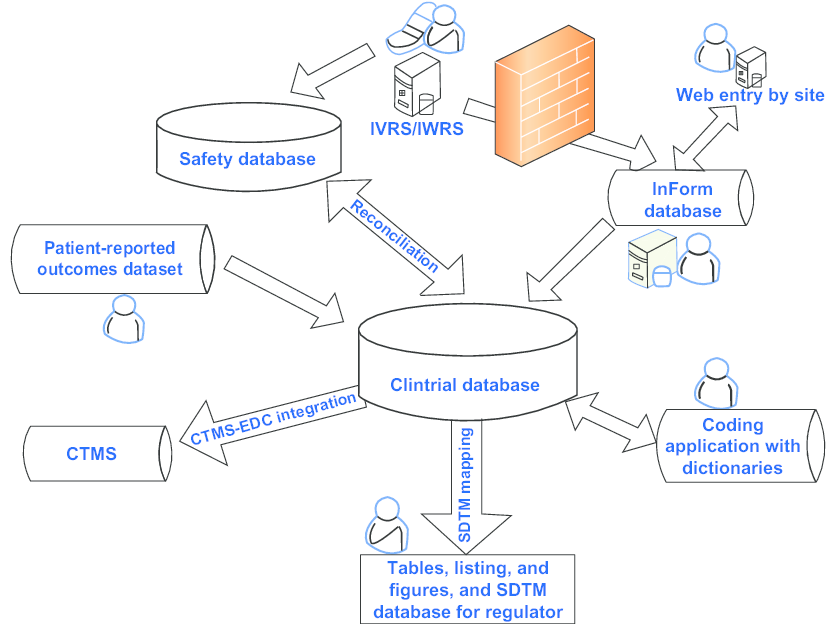 Web entry by site
IVRS/IWRS
Safety database
InForm
database
Reconciliation
Patient-reported
outcomes dataset
Clintrial database
CTMS-EDC integration
CTMS
SDTM mapping
Coding
application with
dictionaries
Tables, listing, and
figures, and SDTM
database for regulator